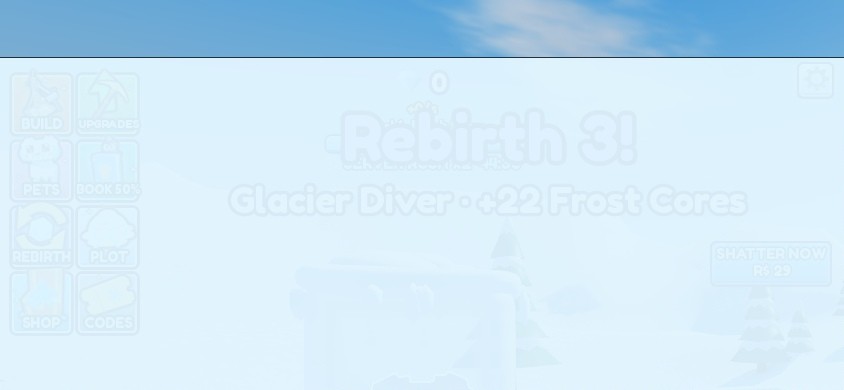 0
Rebirth 3!
Glacier Diver • +22 Frost Cores
BUILD
UPGRADES
PETS
BOOK 50%
REBIRTH
PLOT
SHOP
CODES
SHATTER NOW
R$ 29